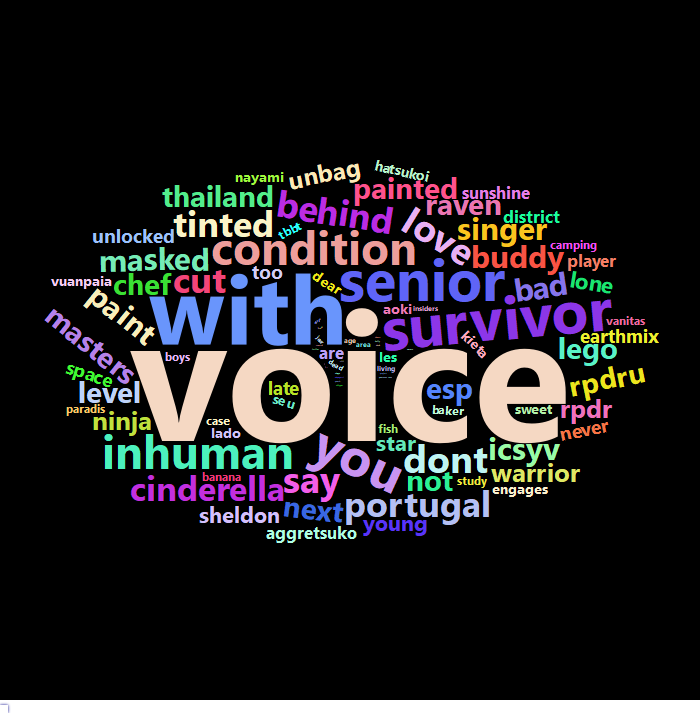 hatsukoi
nayami
unbag
thailand
painted
sunshine
behind
raven
love
district
tinted
tbbt
singer
unlocked
condition
camping
masked
too
buddy
player
vuanpaia
chef
cut
dear
senior
bad
lone
with
paint
aoki
insiders
survivor
vanitas
masters
age
area
kieta
earthmix
boys
are
les
lego
space
dead
living
voice
level
late
esp
rpdru
paradis
seu
baker
sweet
rpdr
ninja
case
lado
fish
star
never
inhuman
you
dont
icsyv
cinderella
banana
say
not
study
warrior
engages
sheldon
next
portugal
young
aggretsuko